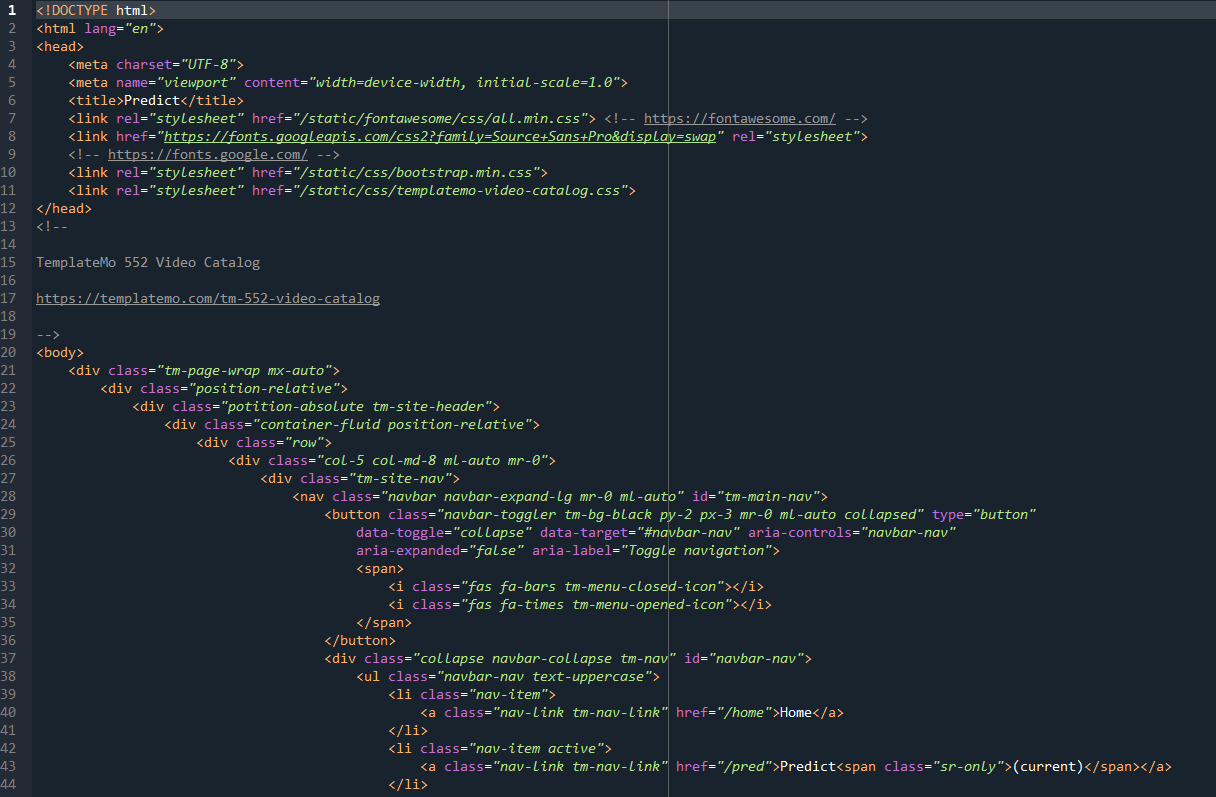 1 <!DOCTYPE html>
2 <html lang="en">
3 <head>
4     <meta charset="UTF-8">
5     <meta name="viewport" content="width=device-width, initial-scale=1.0">
6     <title>Predict</title>
7     <link rel="stylesheet" href="/static/fontawesome/css/all.min.css"> <!-- https://fontawesome.com/ -->
8     <link href="https://fonts.googleapis.com/css2?family=Source+Sans+Pro&display=swap" rel="stylesheet">
9     <!-- https://fonts.google.com/ -->
10     <link rel="stylesheet" href="/static/css/bootstrap.min.css">
11     <link rel="stylesheet" href="/static/css/templatemo-video-catalog.css">
12 </head>
13 <!--
14
15 TemplateMo 552 Video Catalog
16
17 https://templatemo.com/tm-552-video-catalog
18
19 -->
20 <body>
21     <div class="tm-page-wrap mx-auto">
22         <div class="position-relative">
23             <div class="potition-absolute tm-site-header">
24                 <div class="container-fluid position-relative">
25                     <div class="row">
26                         <div class="col-5 col-md-8 ml-auto mr-0">
27                             <div class="tm-site-nav">
28                                 <nav class="navbar navbar-expand-lg mr-0 ml-auto" id="tm-main-nav">
29                                     <button class="navbar-toggler tm-bg-black py-2 px-3 mr-0 ml-auto collapsed" type="button"
30                                         data-toggle="collapse" data-target="#navbar-nav" aria-controls="navbar-nav"
31                                         aria-expanded="false" aria-label="Toggle navigation">
32                                         <span>
33                                             <i class="fas fa-bars tm-menu-closed-icon"></i>
34                                             <i class="fas fa-times tm-menu-opened-icon"></i>
35                                         </span>
36                                     </button>
37                                     <div class="collapse navbar-collapse tm-nav" id="navbar-nav">
38                                         <ul class="navbar-nav text-uppercase">
39                                             <li class="nav-item">
40                                                 <a class="nav-link tm-nav-link" href="/home">Home</a>
41                                             </li>
42                                             <li class="nav-item active">
43                                                 <a class="nav-link tm-nav-link" href="/pred">Predict<span class="sr-only">(current)</span></a>
44                                             </li>